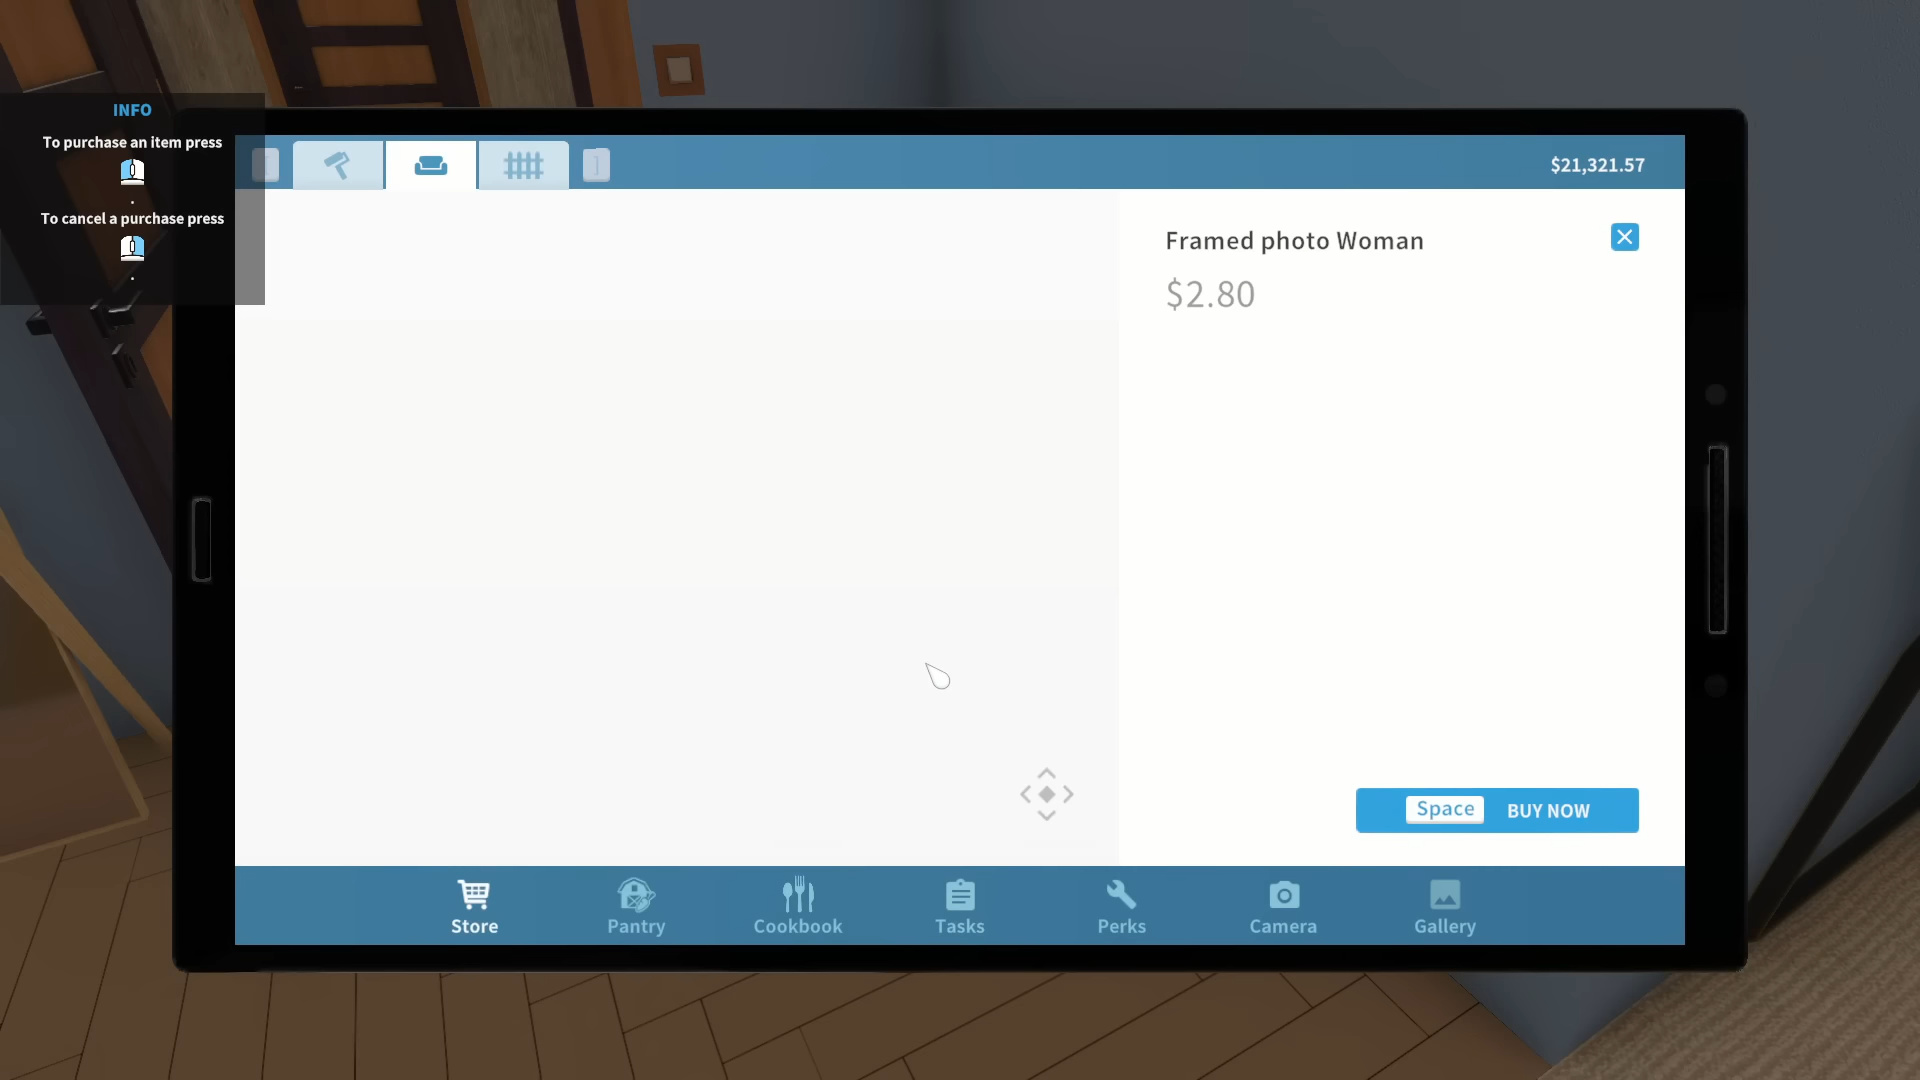 INFO
To purchase an item press
.
To cancel a purchase press
.
[
]
$21,321.57
Framed photo Woman
$2.80
Space BUY NOW
Store
Pantry
Cookbook
Tasks
Perks
Camera
Gallery